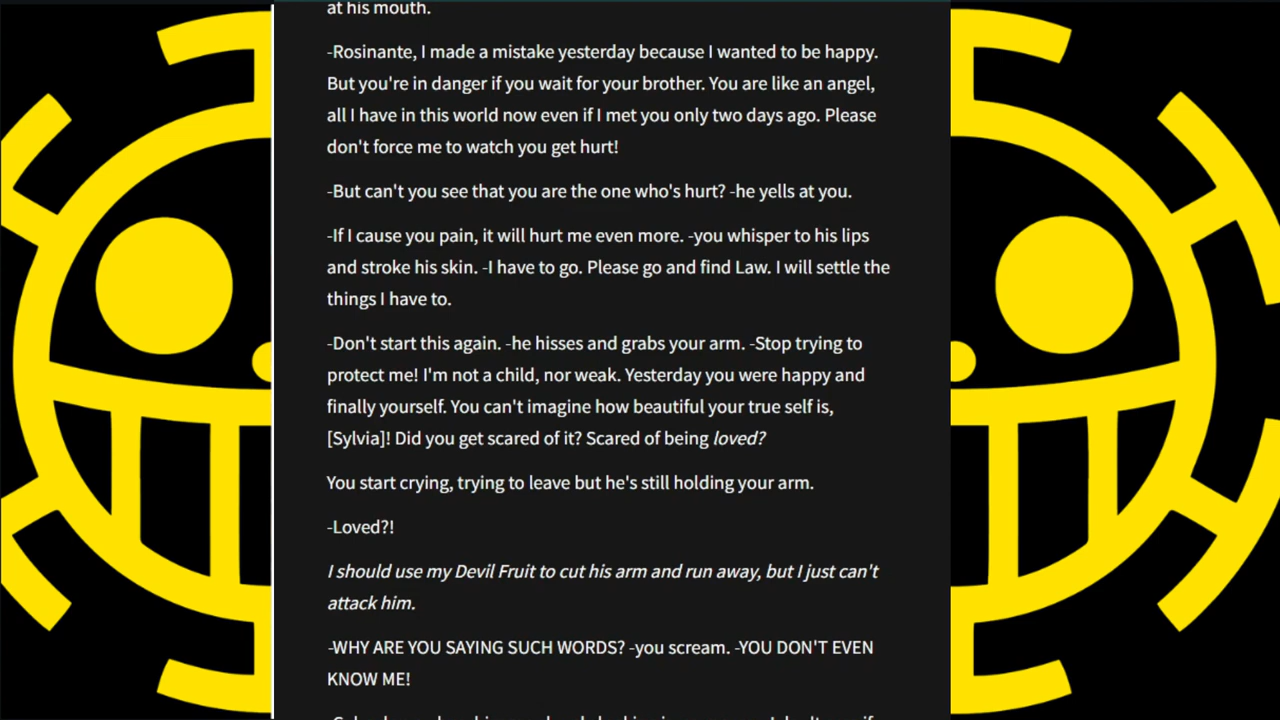 at his mouth.
-Rosinante, I made a mistake yesterday because I wanted to be happy.
But you're in danger if you wait for your brother. You are like an angel,
all I have in this world now even if I met you only two days ago. Please
don't force me to watch you get hurt!
-But can't you see that you are the one who's hurt? -he yells at you.
-If I cause you pain, it will hurt me even more. -you whisper to his lips
and stroke his skin. -I have to go. Please go and find Law. I will settle the
things I have to.
-Don't start this again. -he hisses and grabs your arm. -Stop trying to
protect me! I'm not a child, nor weak. Yesterday you were happy and
finally yourself. You can't imagine how beautiful your true self is,
[Sylvia]! Did you get scared of it? Scared of being loved?
You start crying, trying to leave but he's still holding your arm.
-Loved?!
I should use my Devil Fruit to cut his arm and run away, but I just can't
attack him.
-WHY ARE YOU SAYING SUCH WORDS? -you scream. -YOU DON'T EVEN
KNOW ME!